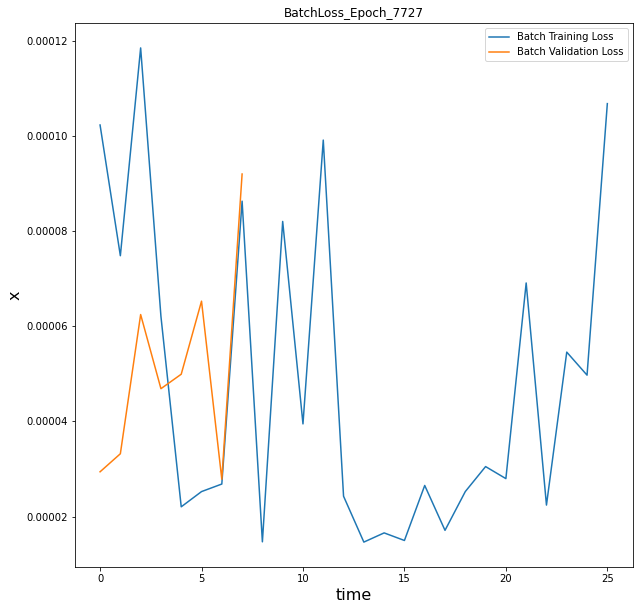 BatchLoss_Epoch_7727
Batch Training Loss
Batch Validation Loss
0.00012
0.00010
0.00008
0.00006
0.00004
0.00002
x
0
5
10
15
20
25
time